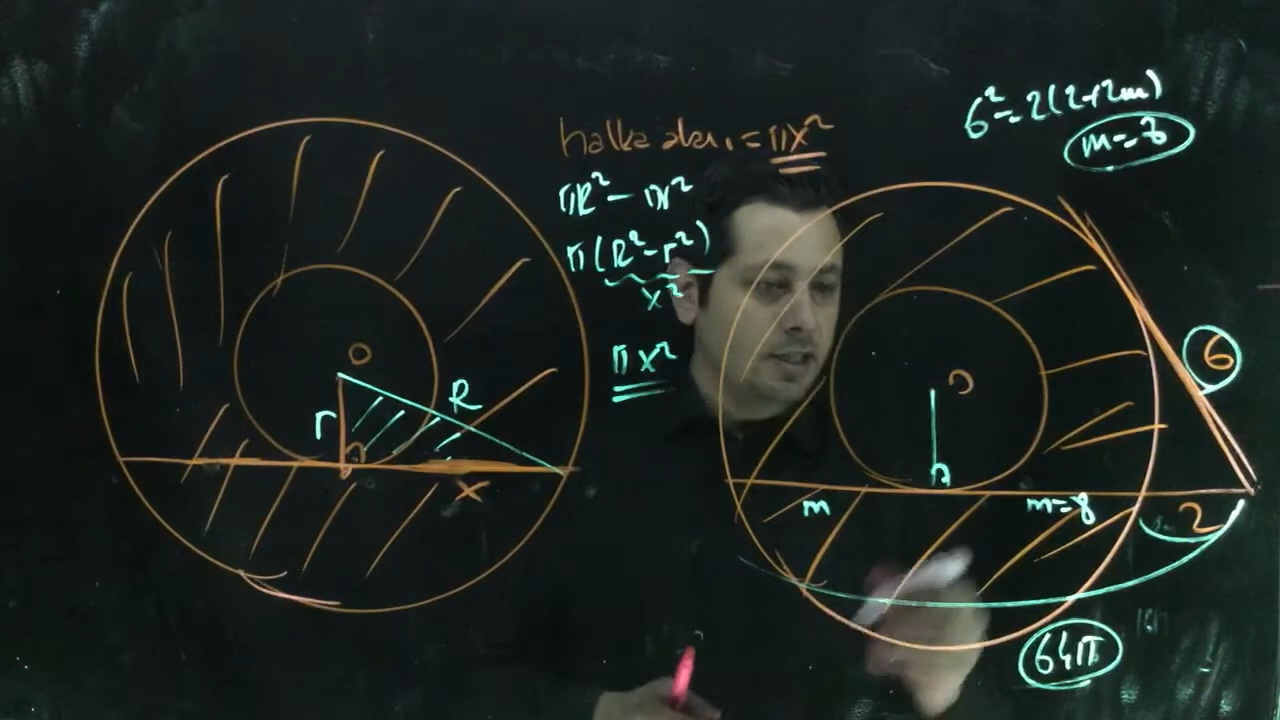 halka alanı = πx²
πR² - πr²
π(R² - r²)
x²
πx²
O
r
R
x
6² = 2(2+2m)
m = 8
O
6
m
m = 8
2
64π